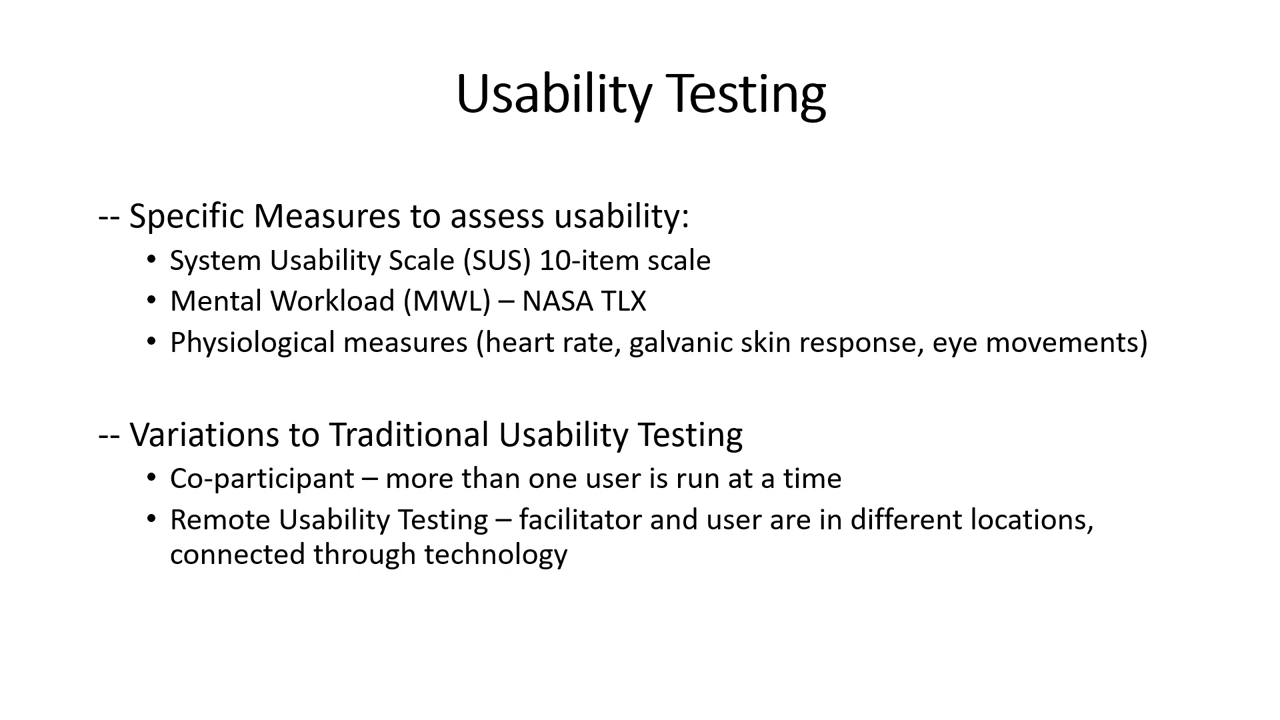 Usability Testing
-- Specific Measures to assess usability:
• System Usability Scale (SUS) 10-item scale
• Mental Workload (MWL) – NASA TLX
• Physiological measures (heart rate, galvanic skin response, eye movements)
-- Variations to Traditional Usability Testing
• Co-participant – more than one user is run at a time
• Remote Usability Testing – facilitator and user are in different locations,
connected through technology